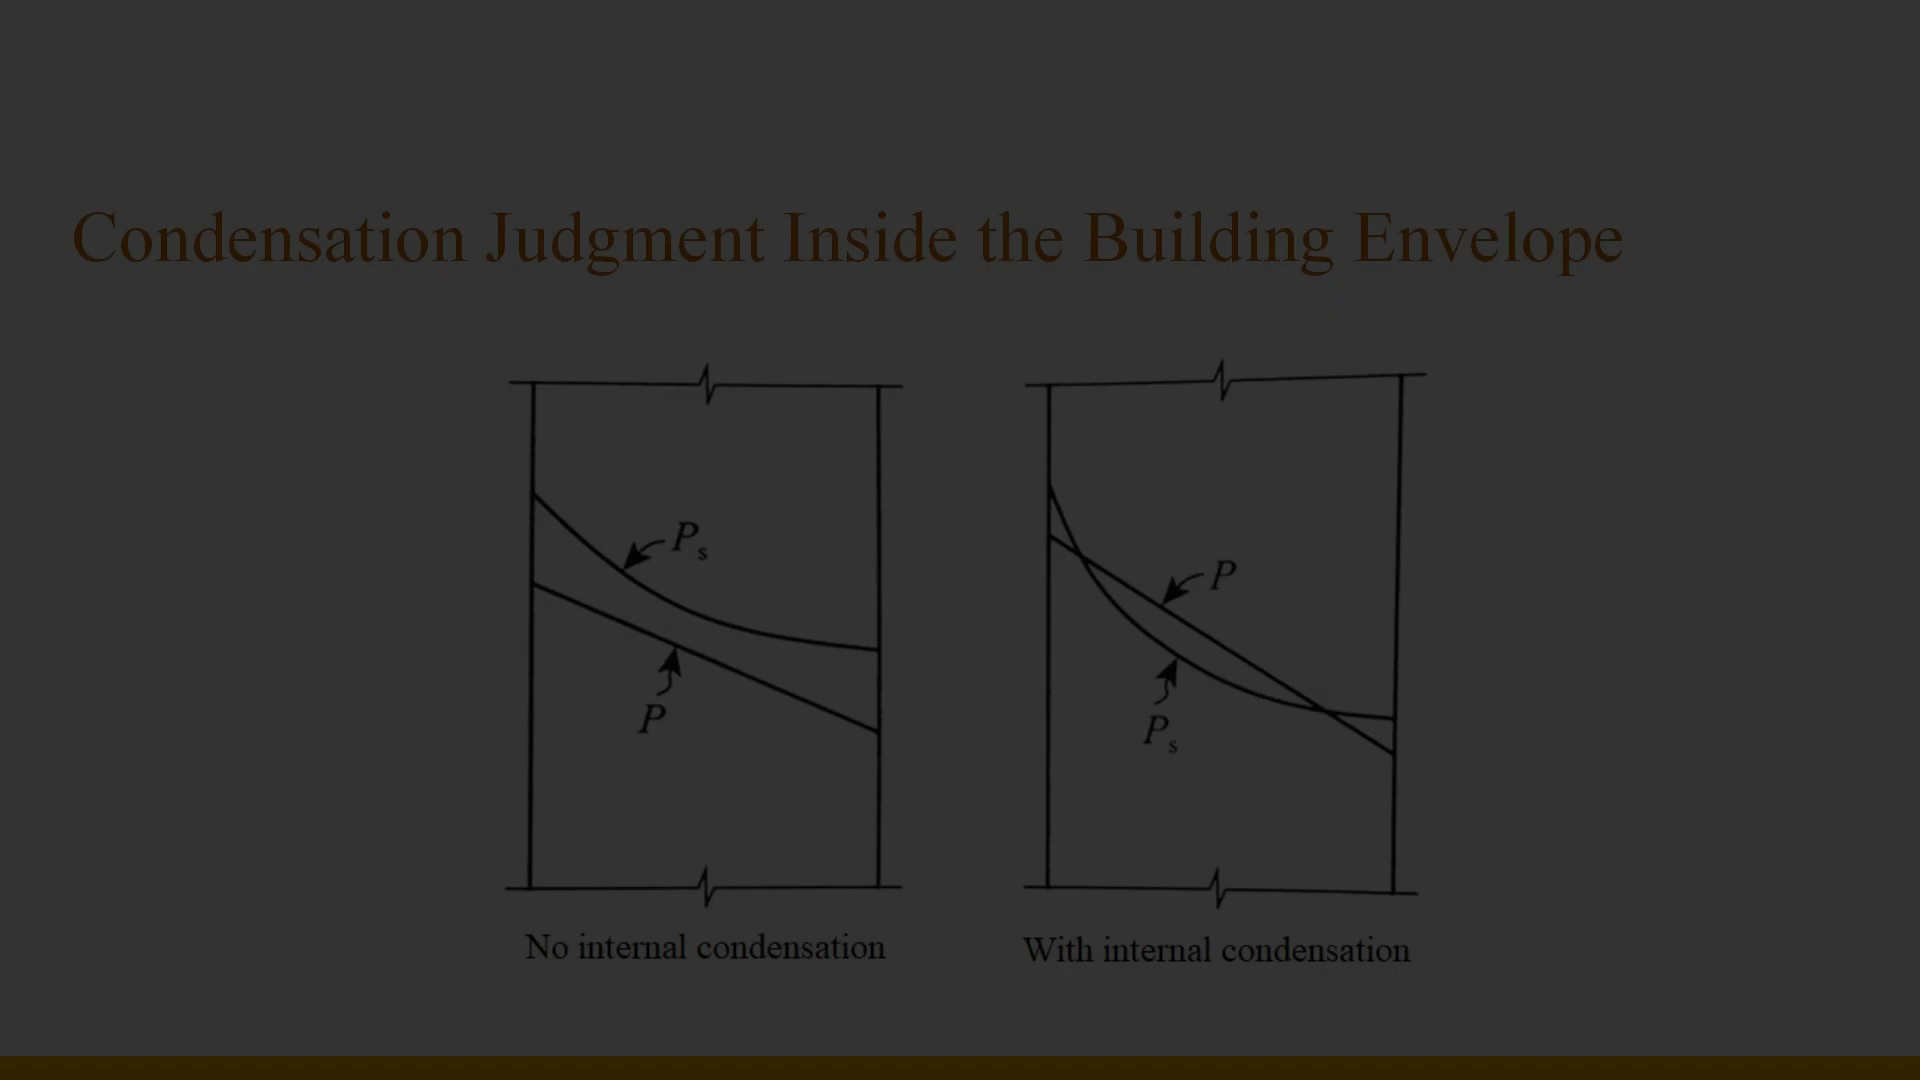 Condensation Judgment Inside the Building Envelope
Ps
P
No internal condensation
P
Ps
With internal condensation